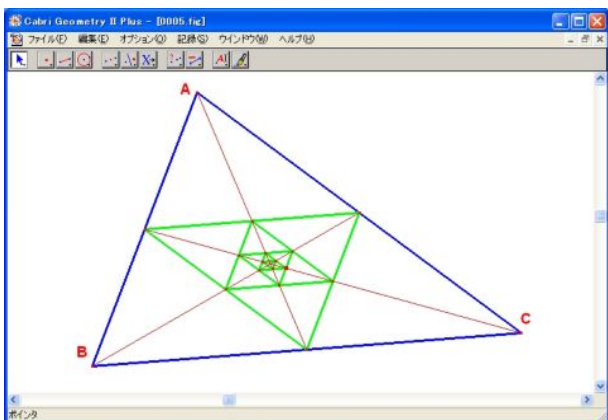 Cabri Geometry II Plus - [0005.fig]
ファイル(F) 編集(E) オプション(O) 記録(S) ウインドウ(W) ヘルプ(H)
A
B
C
ポインタ